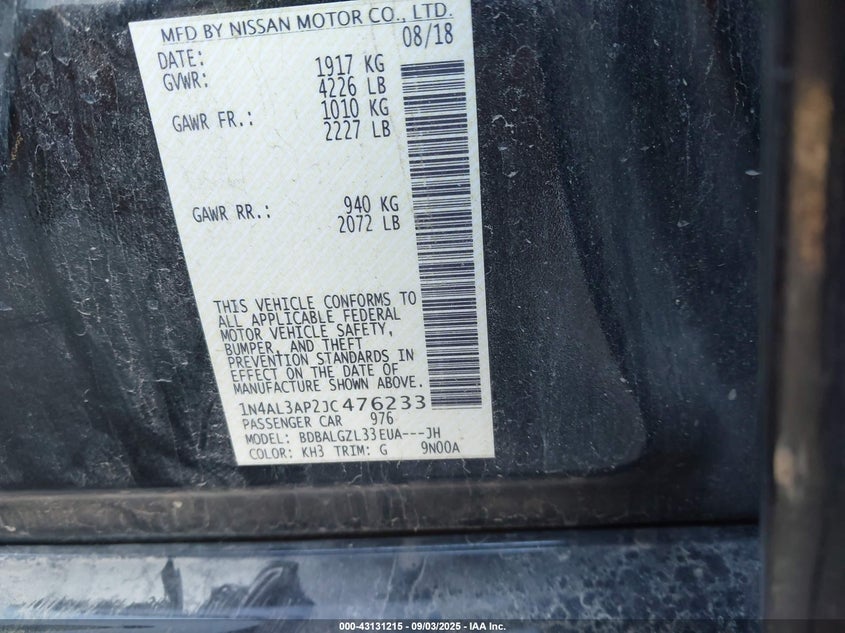 MFD BY NISSAN MOTOR CO., LTD.
DATE: 08/18
GVWR: 1917 KG
4226 LB
GAWR FR.: 1010 KG
2227 LB
GAWR RR.: 940 KG
2072 LB
THIS VEHICLE CONFORMS TO
ALL APPLICABLE FEDERAL
MOTOR VEHICLE SAFETY,
BUMPER, AND THEFT
PREVENTION STANDARDS IN
EFFECT ON THE DATE OF
MANUFACTURE SHOWN ABOVE.
1N4AL3AP2JC476233
PASSENGER CAR 976
MODEL: BDBALGZL33EUA---JH
COLOR: KH3 TRIM: G 9N00A
000-43131215 - 09/03/2025 - IAA Inc.